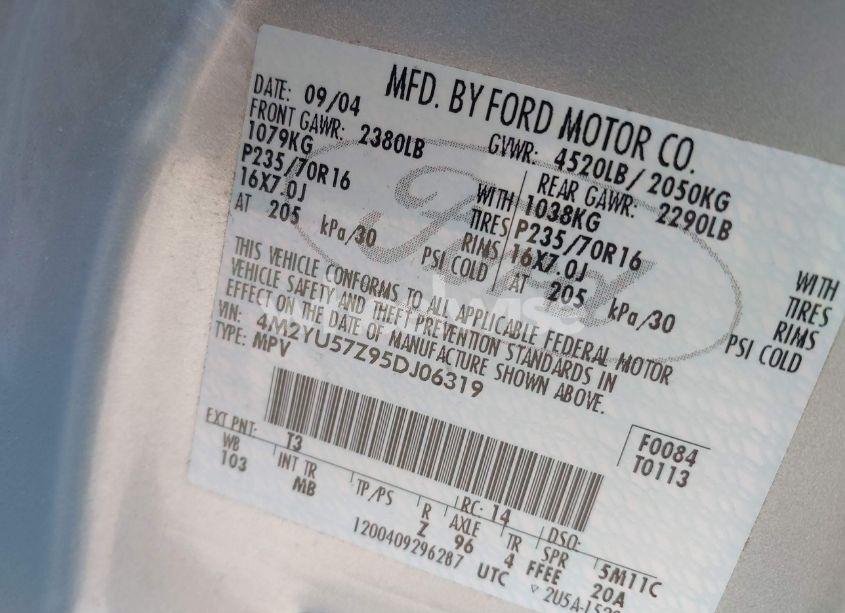 MFD. BY FORD MOTOR CO.
DATE: 09/04 GVWR: 4520LB/ 2050KG
FRONT GAWR: 2380LB REAR GAWR: 2290LB
1079KG WITH 1038KG WITH
P235/70R16 TIRES P235/70R16 TIRES
16X7.0J RIMS 16X7.0J RIMS
AT 205 kPa/30 PSI COLD AT 205 kPa/30 PSI COLD
THIS VEHICLE CONFORMS TO ALL APPLICABLE FEDERAL MOTOR
VEHICLE SAFETY AND THEFT PREVENTION STANDARDS IN
EFFECT ON THE DATE OF MANUFACTURE SHOWN ABOVE.
VIN: 4M2YU57Z95DJ06319
TYPE: MPV
Ford
F0084
T0113
EXT PNT: T3 RC: 14 DSO:
WB INT TR TP/PS R AXLE TR SPR 5M11C
103 MB Z 96 4 FFEE 20A
1200409296287 UTC